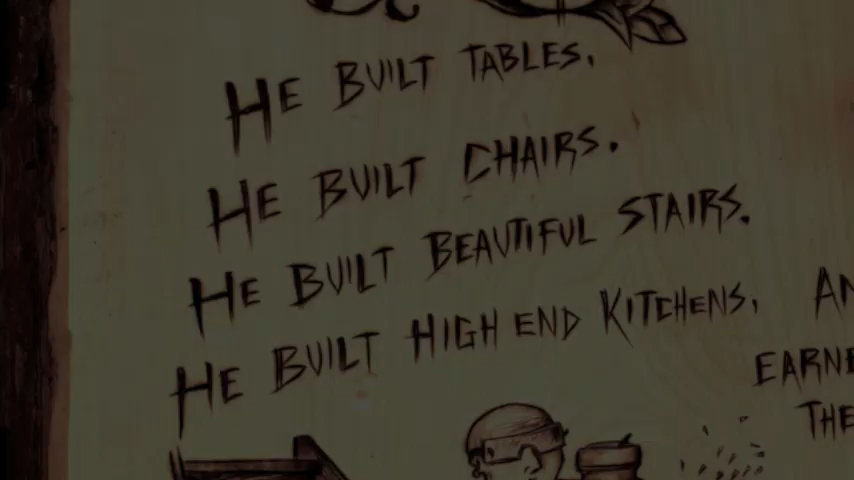 HE BUILT TABLES.
HE BUILT CHAIRS.
HE BUILT BEAUTIFUL STAIRS.
HE BUILT HIGH END KITCHENS,